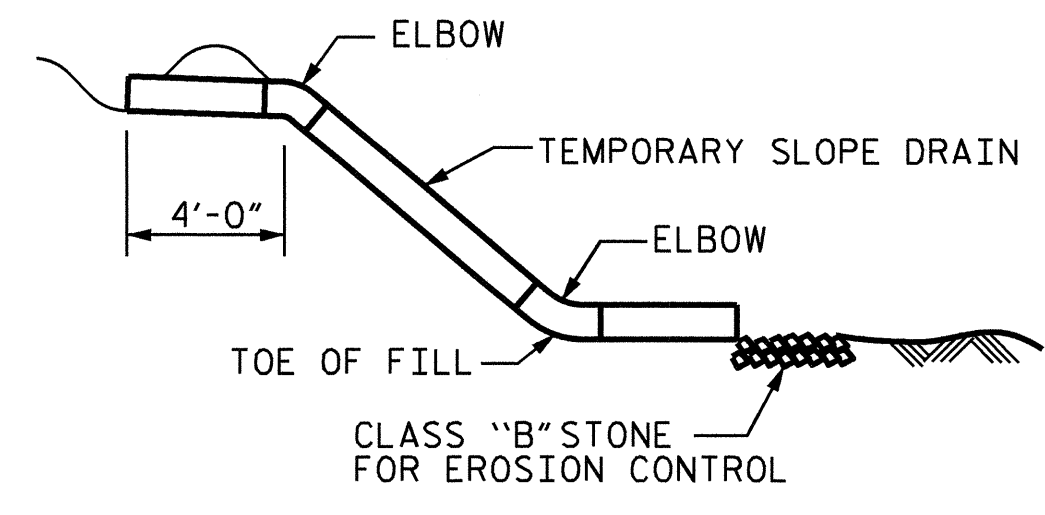 ELBOW
TEMPORARY SLOPE DRAIN
4'-0"
ELBOW
TOE OF FILL
CLASS ‵‵B" STONE
FOR EROSION CONTROL